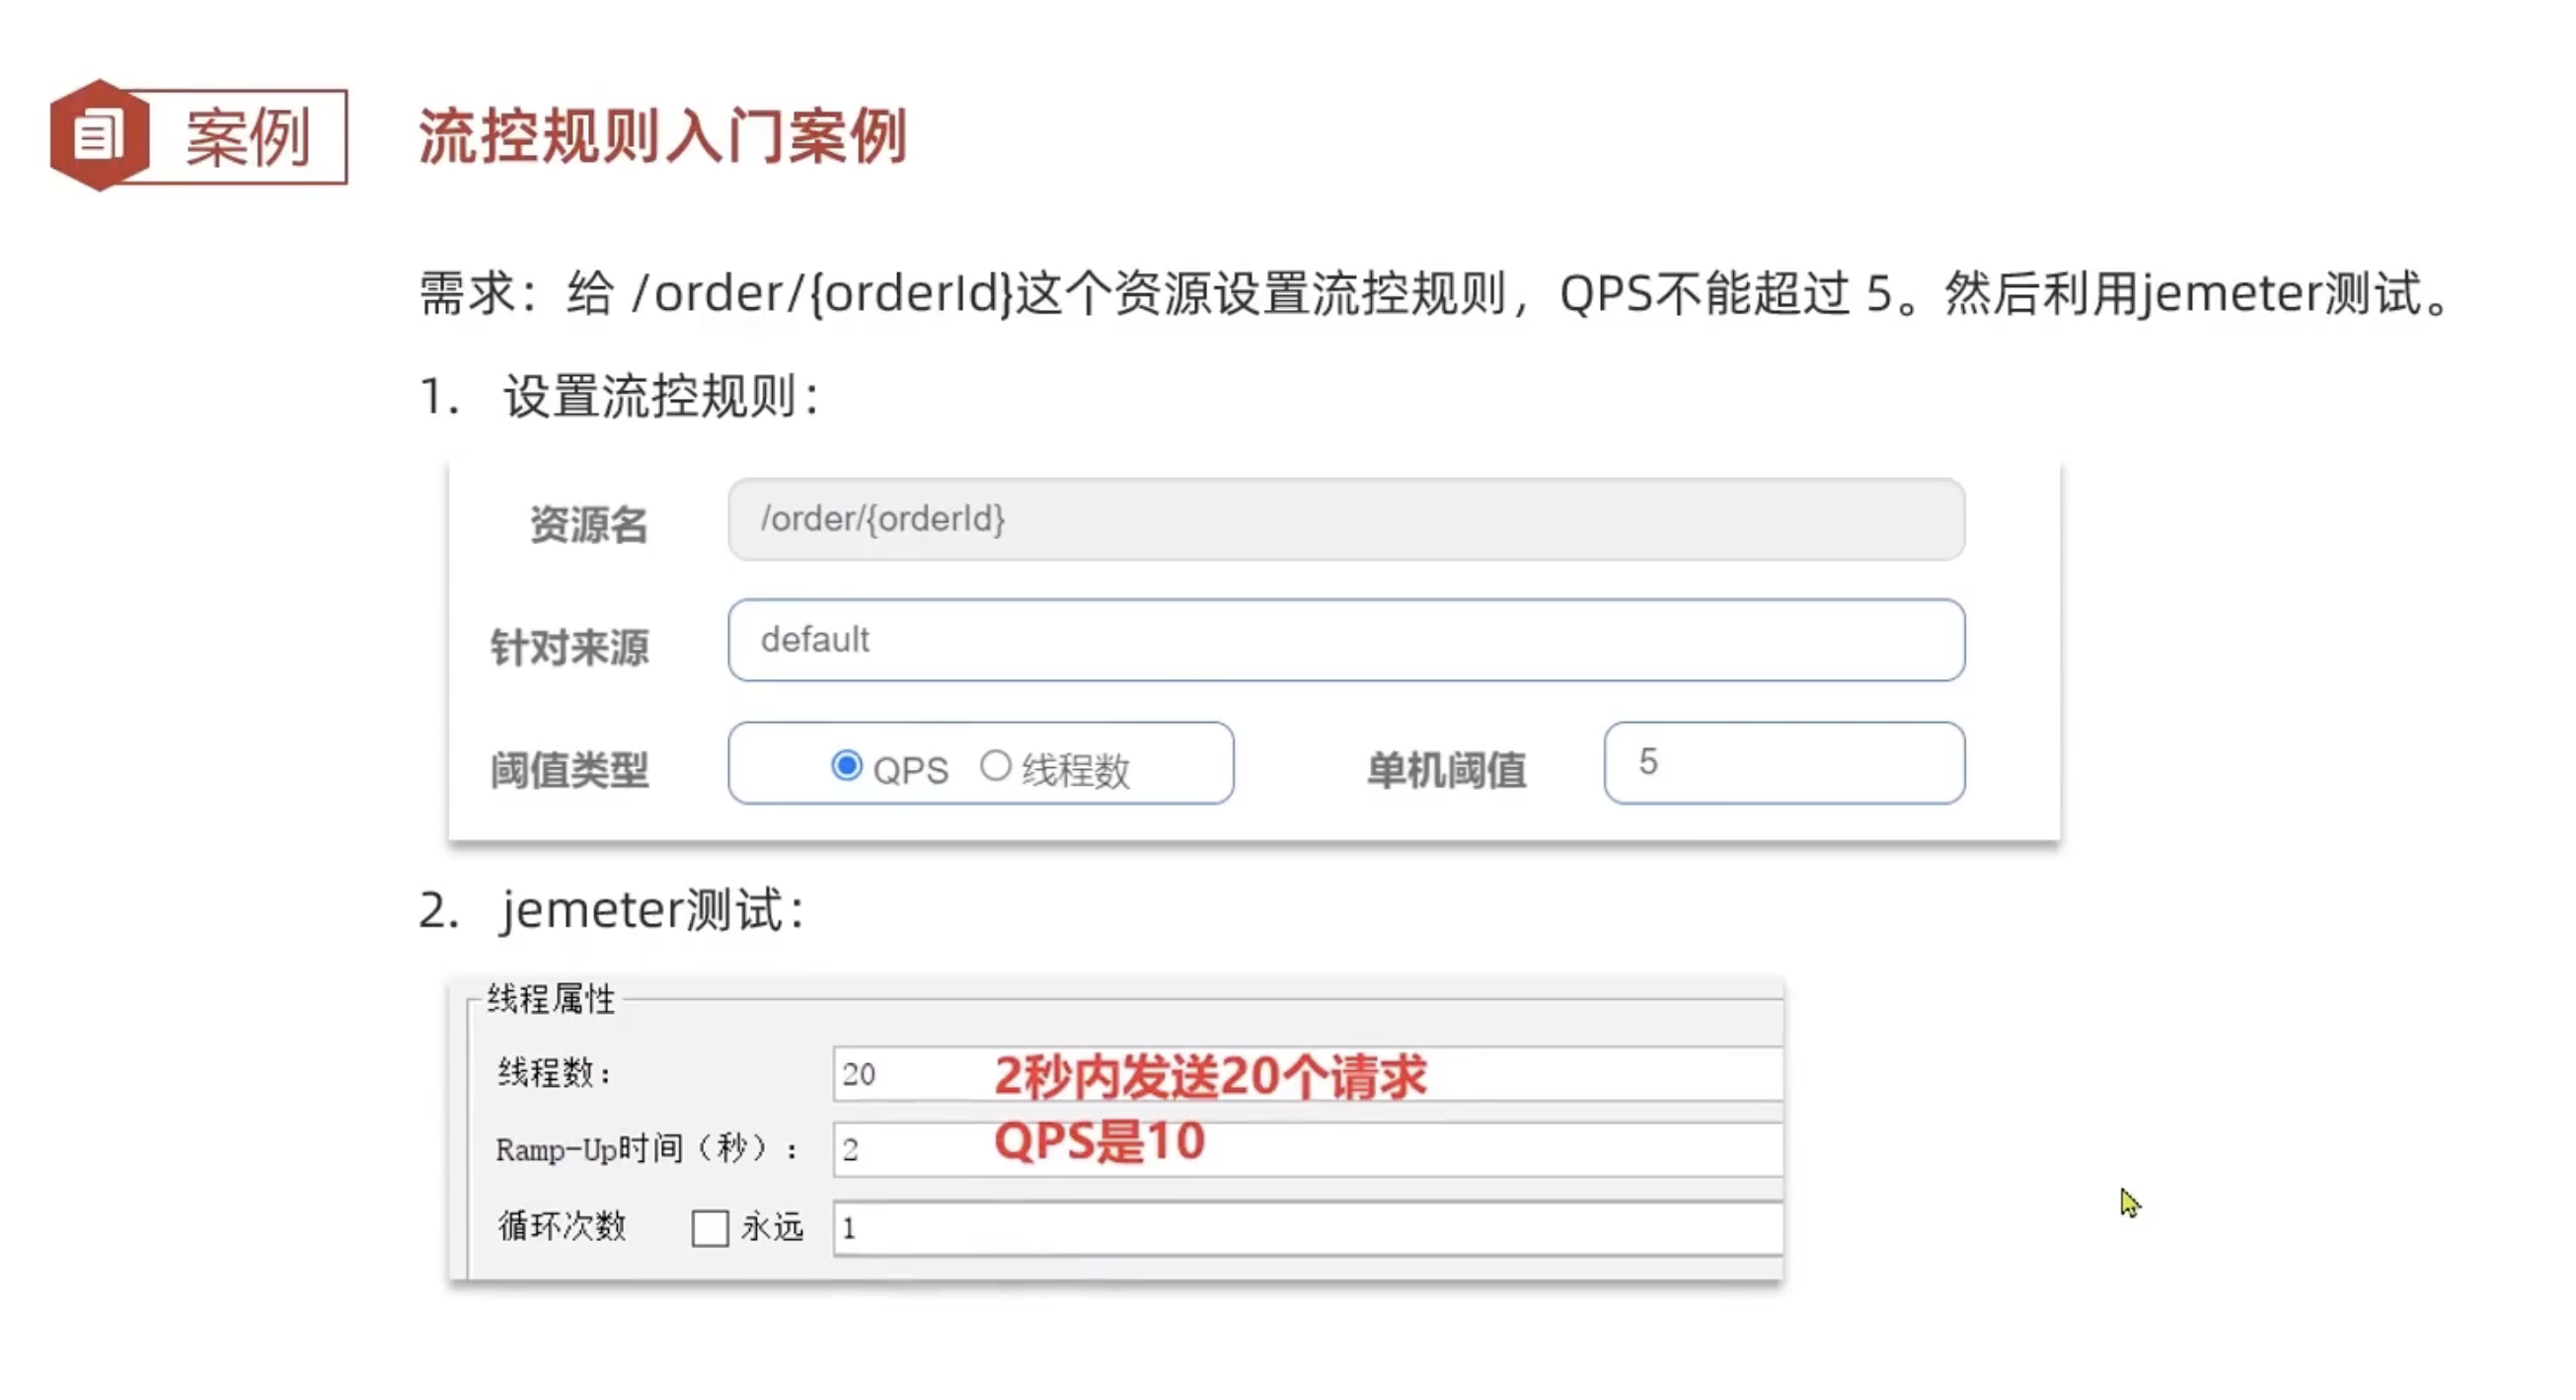 案例
流控规则入门案例
需求：给 /order/{orderId}这个资源设置流控规则，QPS不能超过 5。然后利用jemeter测试。
1. 设置流控规则：
资源名 /order/{orderId}
针对来源 default
阈值类型 QPS 线程数 单机阈值 5
2. jemeter测试：
线程属性
线程数： 20 2秒内发送20个请求
Ramp-Up时间（秒）： 2 QPS是10
循环次数 永远 1